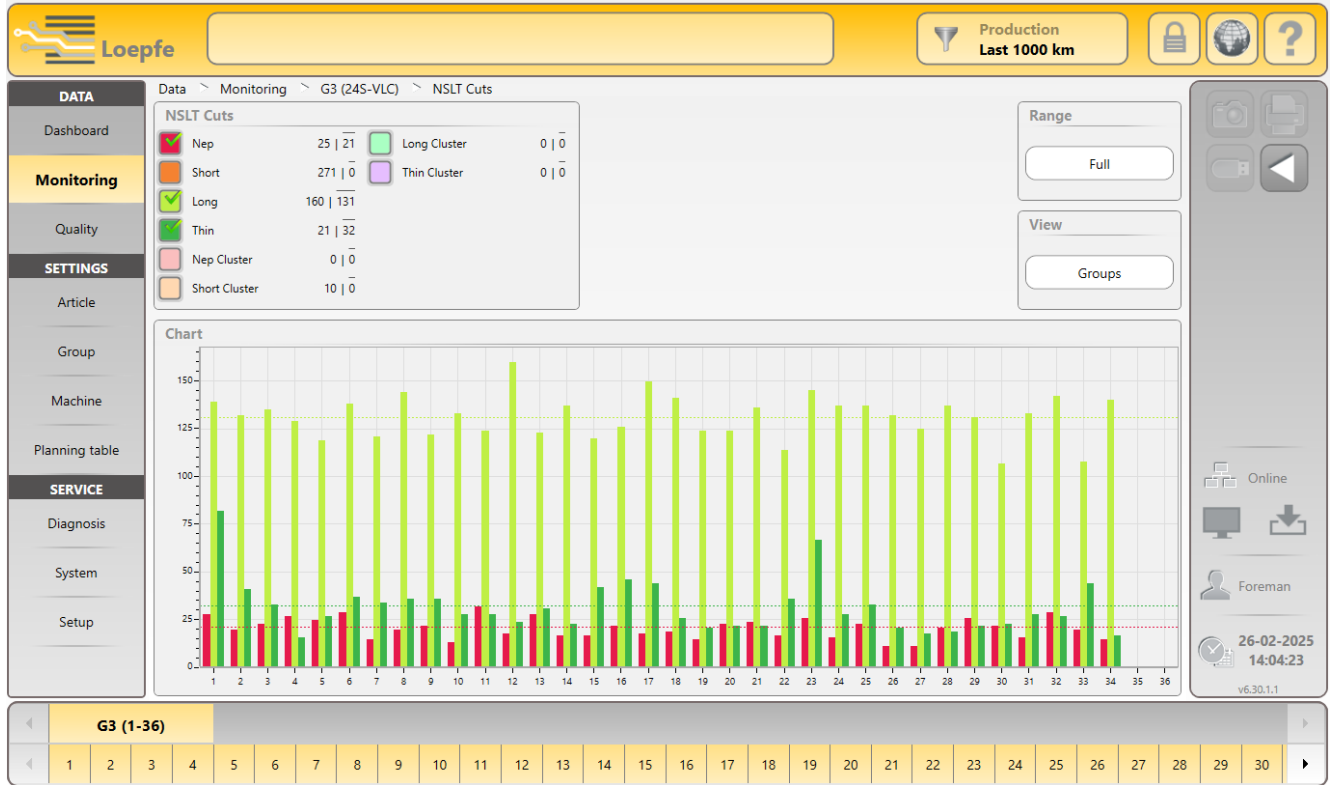 Loepfe
Production
Last 1000 km
?
DATA
Dashboard
Monitoring
Quality
SETTINGS
Article
Group
Machine
Planning table
SERVICE
Diagnosis
System
Setup
Data > Monitoring > G3 (24S-VLC) > NSLT Cuts
NSLT Cuts
Nep 25 | 21 Long Cluster 0 | 0
Short 271 | 0 Thin Cluster 0 | 0
Long 160 | 131
Thin 21 | 32
Nep Cluster 0 | 0
Short Cluster 10 | 0
Range
Full
View
Groups
Chart
150
125
100
75
50
25
0
1 2 3 4 5 6 7 8 9 10 11 12 13 14 15 16 17 18 19 20 21 22 23 24 25 26 27 28 29 30 31 32 33 34 35 36
Online
Foreman
26-02-2025
14:04:23
v6.30.1.1
G3 (1-36)
1 2 3 4 5 6 7 8 9 10 11 12 13 14 15 16 17 18 19 20 21 22 23 24 25 26 27 28 29 30